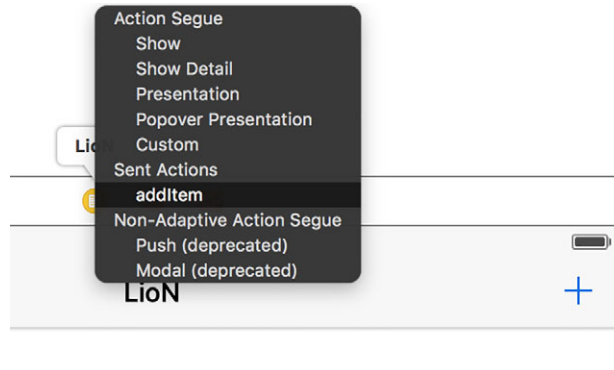 Action Segue
Show
Show Detail
Presentation
Popover Presentation
LioN
Custom
Sent Actions
addItem
Non-Adaptive Action Segue
Push (deprecated)
Modal (deprecated)
LioN